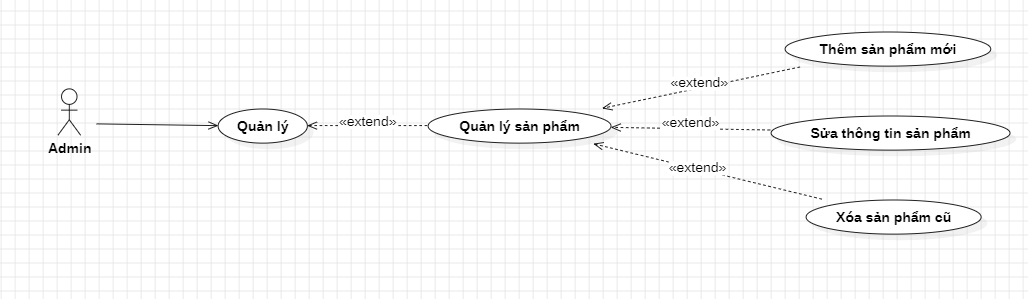 Thêm sản phẩm mới
«extend»
Quản lý
«extend»
Quản lý sản phẩm
«extend»
Sửa thông tin sản phẩm
Admin
«extend»
Xóa sản phẩm cũ